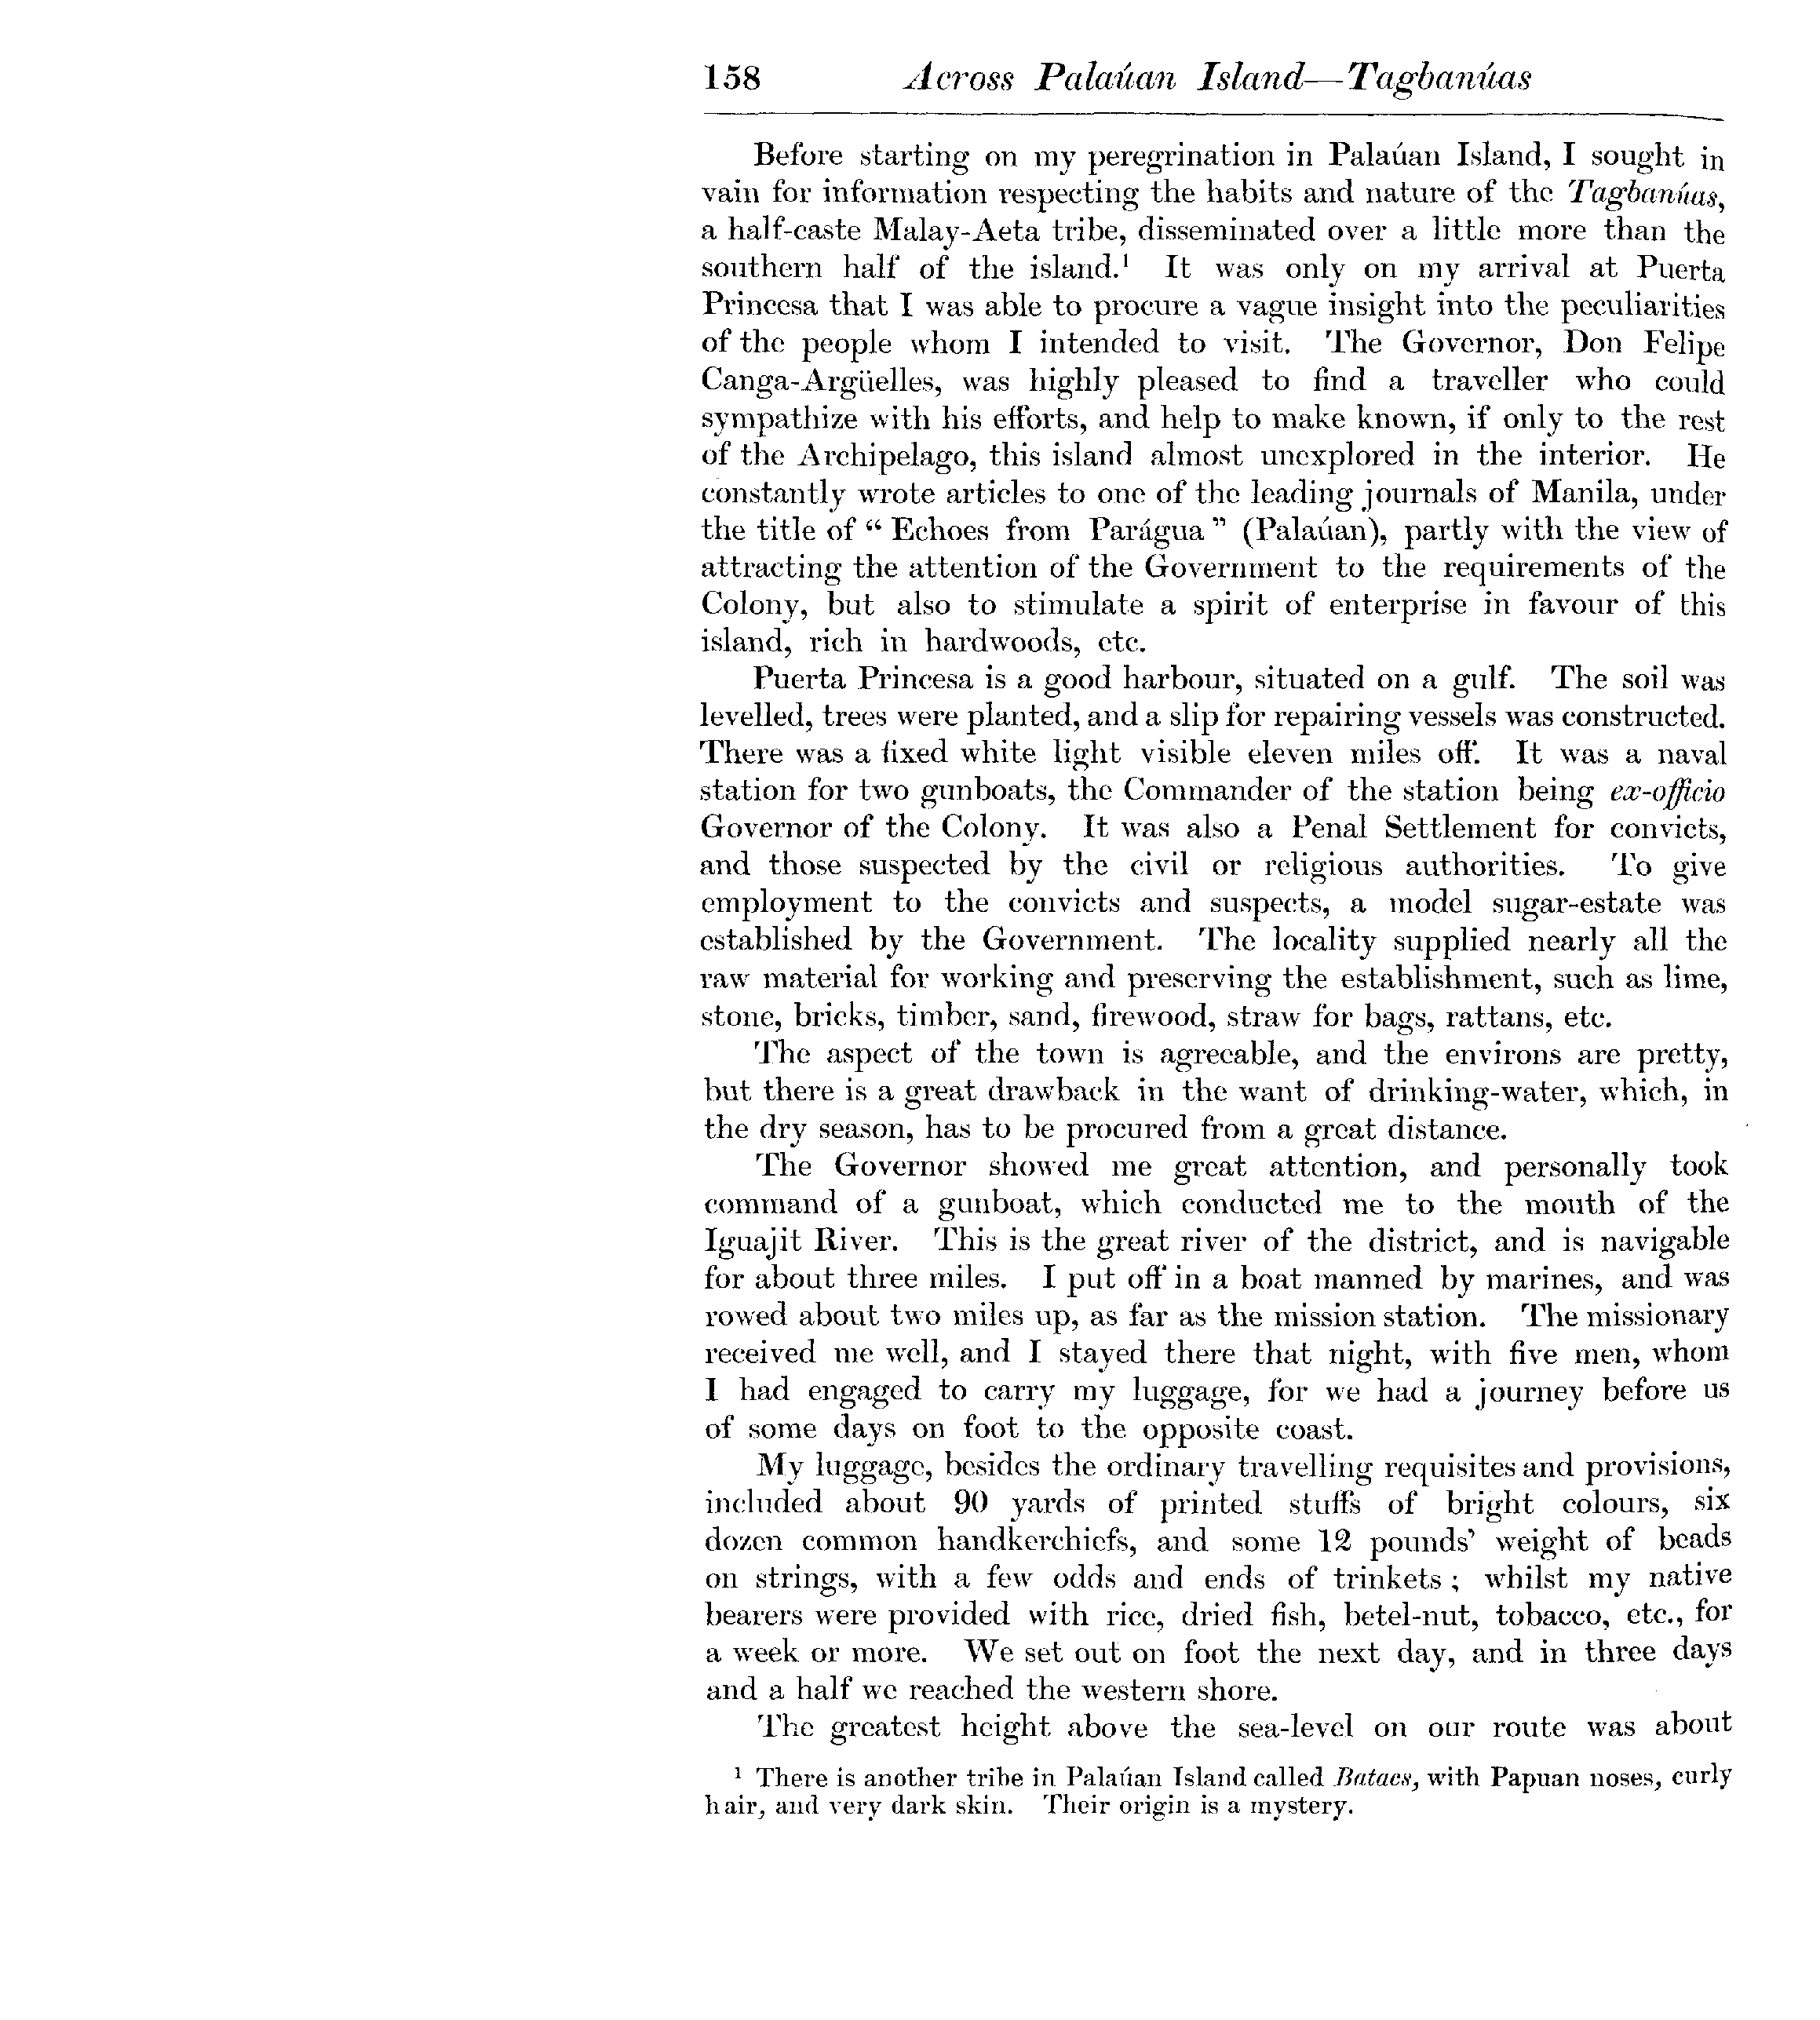 158 Across Palaúan Island—Tagbanúas
Before starting on my peregrination in Palaúan Island, I sought in
vain for information respecting the habits and nature of the Tagbanúas,
a half-caste Malay-Aeta tribe, disseminated over a little more than the
southern half of the island.¹ It was only on my arrival at Puerta
Princesa that I was able to procure a vague insight into the peculiarities
of the people whom I intended to visit. The Governor, Don Felipe
Canga-Argüelles, was highly pleased to find a traveller who could
sympathize with his efforts, and help to make known, if only to the rest
of the Archipelago, this island almost unexplored in the interior. He
constantly wrote articles to one of the leading journals of Manila, under
the title of “ Echoes from Parágua ” (Palaúan), partly with the view of
attracting the attention of the Government to the requirements of the
Colony, but also to stimulate a spirit of enterprise in favour of this
island, rich in hardwoods, etc.
Puerta Princesa is a good harbour, situated on a gulf. The soil was
levelled, trees were planted, and a slip for repairing vessels was constructed.
There was a fixed white light visible eleven miles off. It was a naval
station for two gunboats, the Commander of the station being ex-officio
Governor of the Colony. It was also a Penal Settlement for convicts,
and those suspected by the civil or religious authorities. To give
employment to the convicts and suspects, a model sugar-estate was
established by the Government. The locality supplied nearly all the
raw material for working and preserving the establishment, such as lime,
stone, bricks, timber, sand, firewood, straw for bags, rattans, etc.
The aspect of the town is agreeable, and the environs are pretty,
but there is a great drawback in the want of drinking-water, which, in
the dry season, has to be procured from a great distance.
The Governor showed me great attention, and personally took
command of a gunboat, which conducted me to the mouth of the
Iguajit River. This is the great river of the district, and is navigable
for about three miles. I put off in a boat manned by marines, and was
rowed about two miles up, as far as the mission station. The missionary
received me well, and I stayed there that night, with five men, whom
I had engaged to carry my luggage, for we had a journey before us
of some days on foot to the opposite coast.
My luggage, besides the ordinary travelling requisites and provisions,
included about 90 yards of printed stuffs of bright colours, six
dozen common handkerchiefs, and some 12 pounds’ weight of beads
on strings, with a few odds and ends of trinkets ; whilst my native
bearers were provided with rice, dried fish, betel-nut, tobacco, etc., for
a week or more. We set out on foot the next day, and in three days
and a half we reached the western shore.
The greatest height above the sea-level on our route was about
¹ There is another tribe in Palaúan Island called Batacs, with Papuan noses, curly
hair, and very dark skin. Their origin is a mystery.